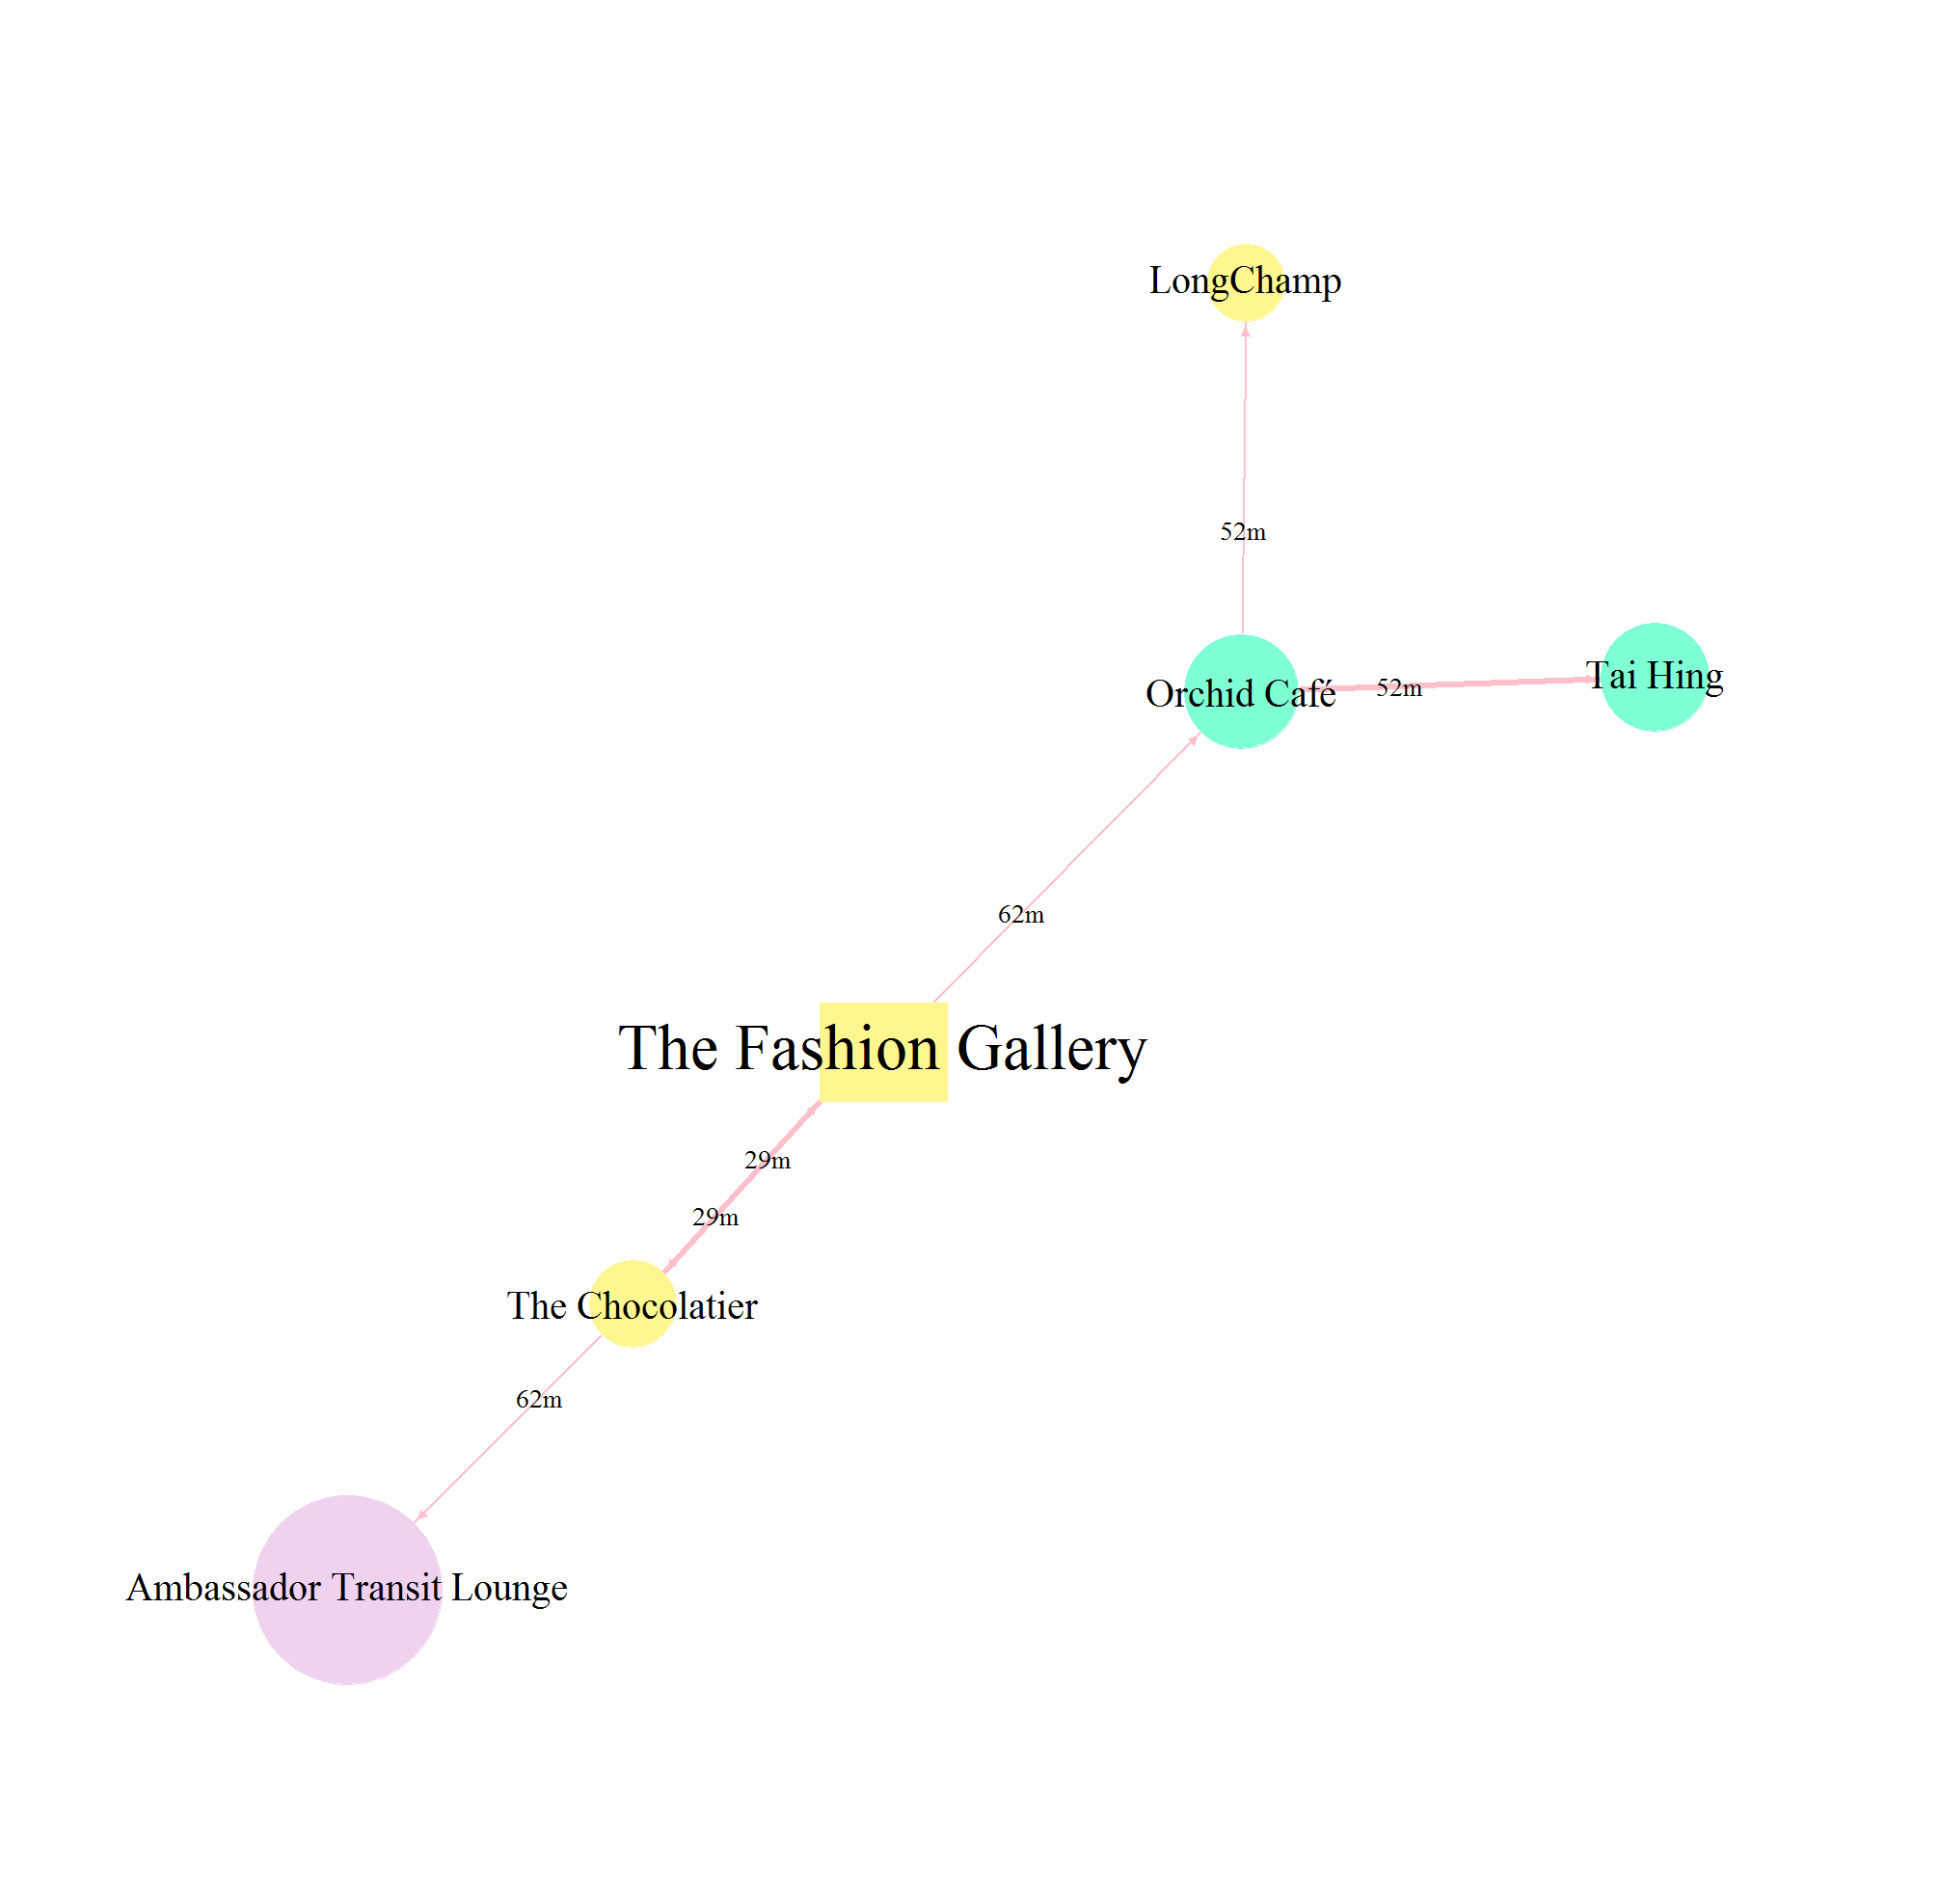 LongChamp
52m
Orchid Café
52m
Tai Hing
62m
The Fashion Gallery
29m
29m
The Chocolatier
62m
Ambassador Transit Lounge